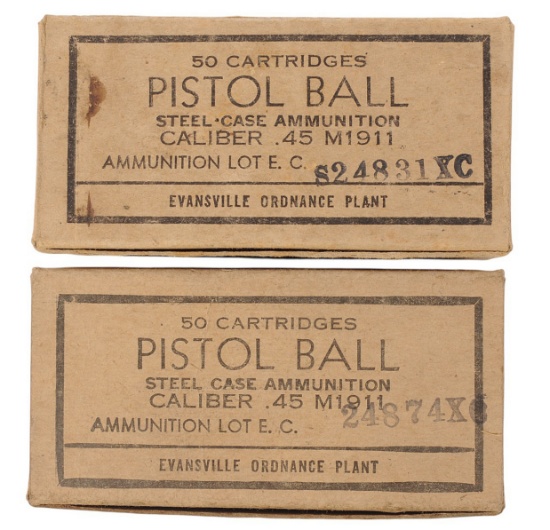 50 CARTRIDGES
PISTOL BALL
STEEL·CASE AMMUNITION
CALIBER .45 M1911
AMMUNITION LOT E. C. S24831XC
EVANSVILLE ORDNANCE PLANT
50 CARTRIDGES
PISTOL BALL
STEEL CASE AMMUNITION
CALIBER .45 M1911
AMMUNITION LOT E. C. 24874XC
EVANSVILLE ORDNANCE PLANT